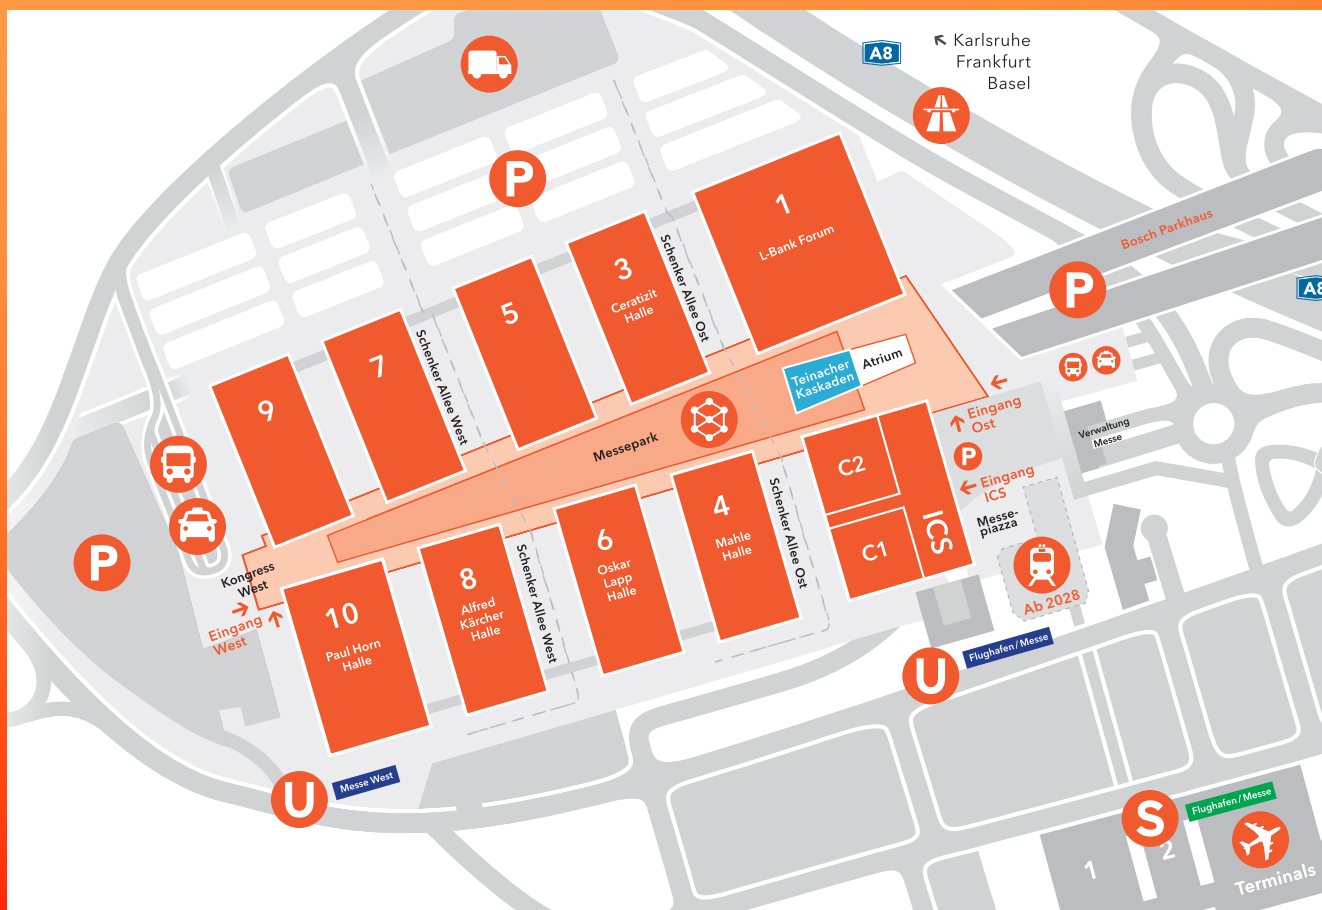 A8
Karlsruhe
Frankfurt
Basel
P
1
L-Bank Forum
Bosch Parkhaus
P
A8
3
Ceratizit
Halle
Schenker Allee Ost
5
7
Schenker Allee West
9
Teinacher
Kaskaden
Atrium
Messepark
Eingang
Ost
P
Eingang
ICS
Verwaltung
Messe
Messe-
piazza
C2
C1
ICS
4
Mahle
Halle
Schenker Allee Ost
6
Oskar
Lapp
Halle
8
Alfred
Kärcher
Halle
Schenker Allee West
10
Paul Horn
Halle
Kongress
West
Eingang
West
P
Ab 2028
U
Flughafen / Messe
U
Messe West
S
Flughafen / Messe
1
2
Terminals